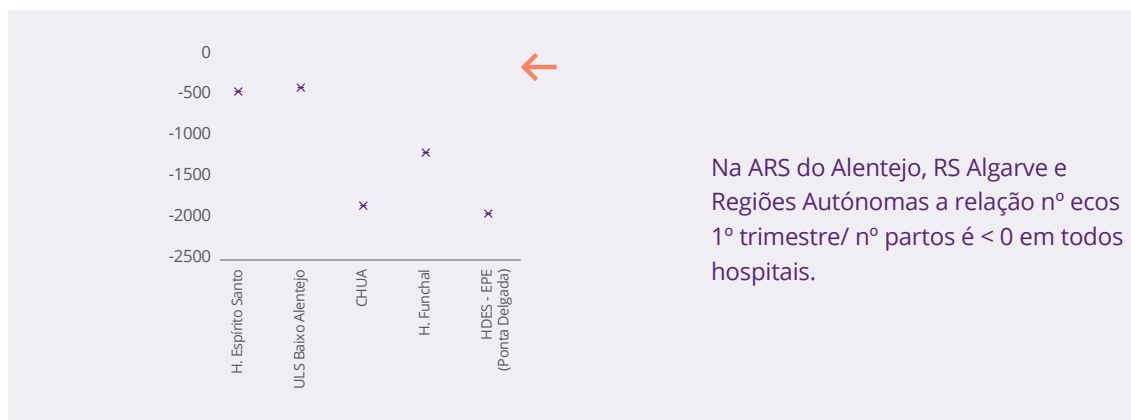 0
-500
-1000
-1500
-2000
-2500
H. Espírito Santo
ULS Baixo Alentejo
CHUA
H. Funchal
HDES - EPE
(Ponta Delgada)
Na ARS do Alentejo, RS Algarve e
Regiões Autónomas a relação nº ecos
1º trimestre/ nº partos é < 0 em todos
hospitais.